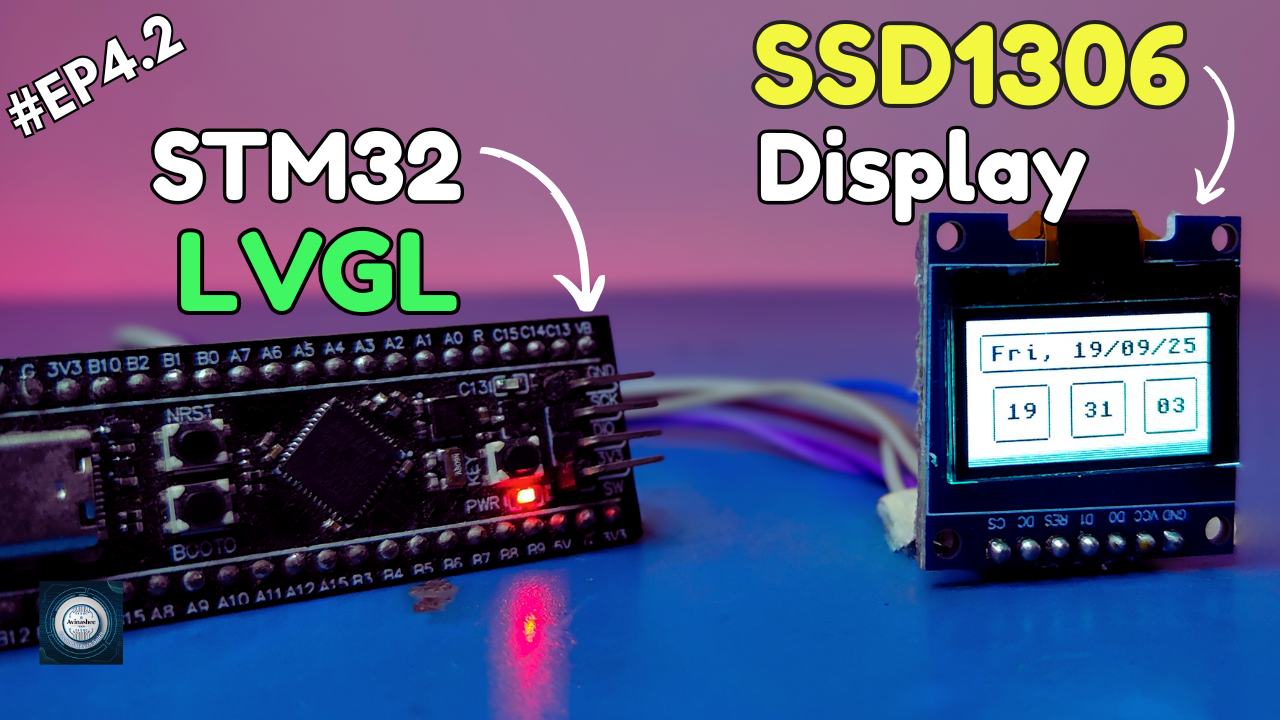 #EP4.2
SSD1306
Display
STM32
LVGL
Fri, 19/09/25
19 31 03
G 3V3 B10 B2 B1 B0 A7 A6 A5 A4 A3 A2 A1 A0 R C15 C14 C13 VB
C13
GND
SCK
DIO
3V3
SW
NRST
KEY
PWR
BOOT0
B12
15 A8 A9 A10 A11 A12 A15 B3 B4 B5 B6 B7 B8 B9 5V G 3V3
CS DC RES D1 D0 VCC GND
Avinashee